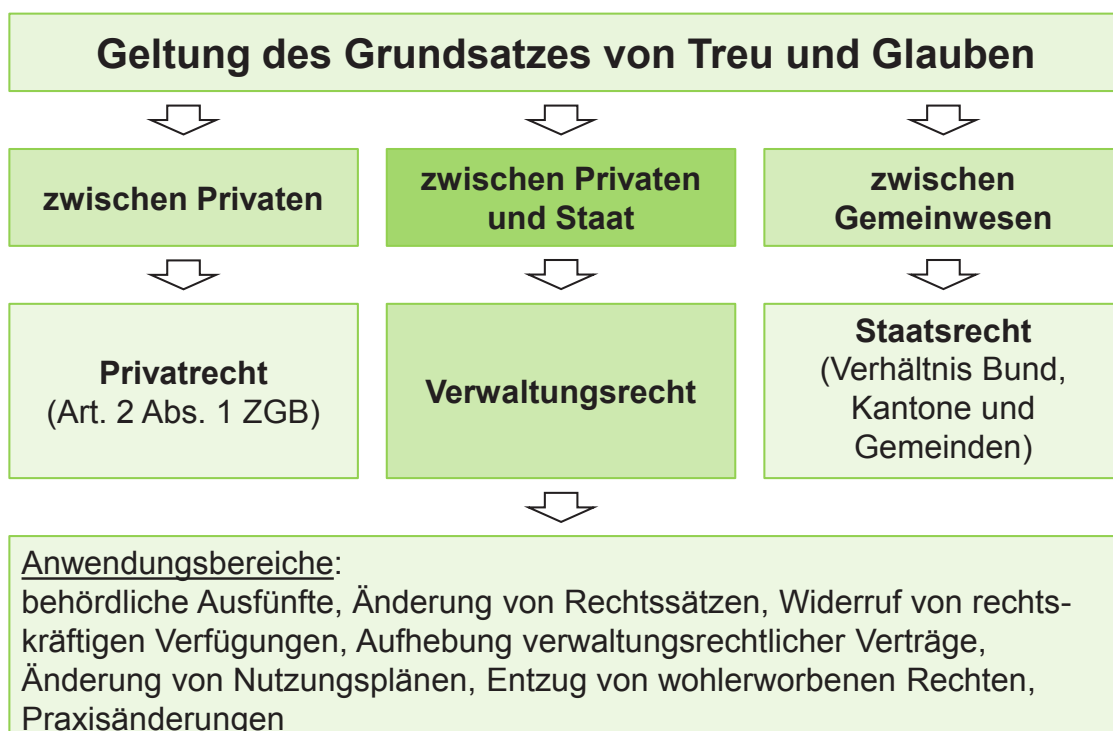 Geltung des Grundsatzes von Treu und Glauben
zwischen Privaten
zwischen Privaten
und Staat
zwischen
Gemeinwesen
Privatrecht
(Art. 2 Abs. 1 ZGB)
Verwaltungsrecht
Staatsrecht
(Verhältnis Bund,
Kantone und
Gemeinden)
Anwendungsbereiche:
behördliche Ausfünfte, Änderung von Rechtssätzen, Widerruf von rechts-
kräftigen Verfügungen, Aufhebung verwaltungsrechtlicher Verträge,
Änderung von Nutzungsplänen, Entzug von wohlerworbenen Rechten,
Praxisänderungen